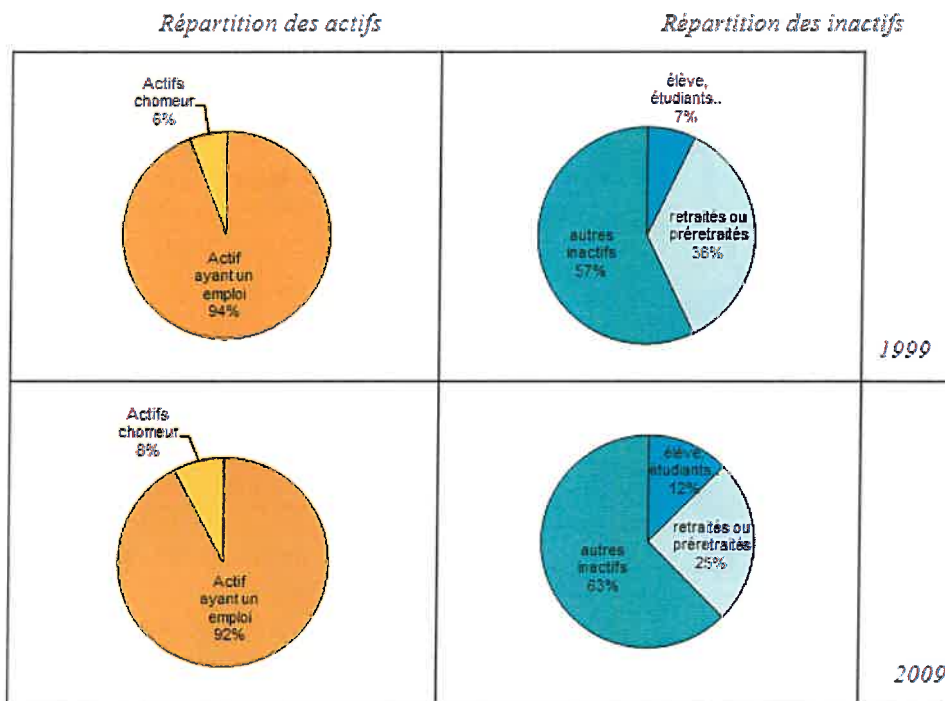 Répartition des actifs
Répartition des inactifs
Actifs
chomeur
6%
Actif
ayant un
emploi
94%
élève,
étudiants..
7%
retraités ou
préretraités
36%
autres
inactifs
57%
1999
Actifs
chomeur
8%
Actif
ayant un
emploi
92%
élève,
étudiants..
12%
retraités ou
préretraités
25%
autres
inactifs
63%
2009